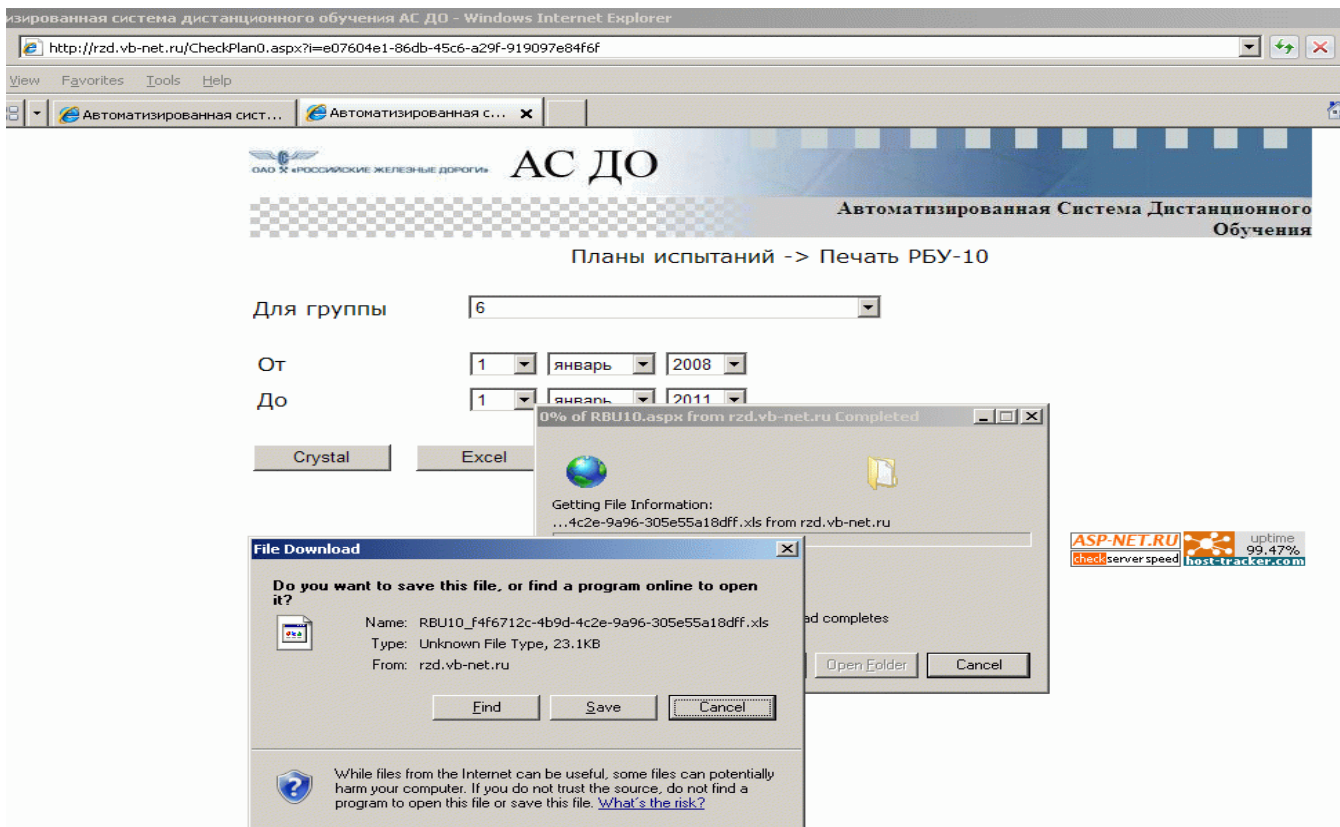 изированная система дистанционного обучения АС ДО - Windows Internet Explorer
http://rzd.vb-net.ru/CheckPlan0.aspx?i=e07604e1-86db-45c6-a29f-919097e84f6f
View Favorites Tools Help
Автоматизированная сист... Автоматизированная с...
ОАО «РОССИЙСКИЕ ЖЕЛЕЗНЫЕ ДОРОГИ» АС ДО
Автоматизированная Система Дистанционного
Обучения
Планы испытаний -> Печать РБУ-10
Для группы 6
От 1 январь 2008
До 1 январь 2011
0% of RBU10.aspx from rzd.vb-net.ru Completed
Crystal Excel
Getting File Information:
...4c2e-9a96-305e55a18dff.xls from rzd.vb-net.ru
ASP-NET.RU uptime
99.47%
check server speed host-tracker.com
File Download
Do you want to save this file, or find a program online to open
it?
Name: RBU10_f4f6712c-4b9d-4c2e-9a96-305e55a18dff.xls
Type: Unknown File Type, 23.1KB
From: rzd.vb-net.ru
ad completes
Open Folder Cancel
Find Save Cancel
While files from the Internet can be useful, some files can potentially
harm your computer. If you do not trust the source, do not find a
program to open this file or save this file. What's the risk?